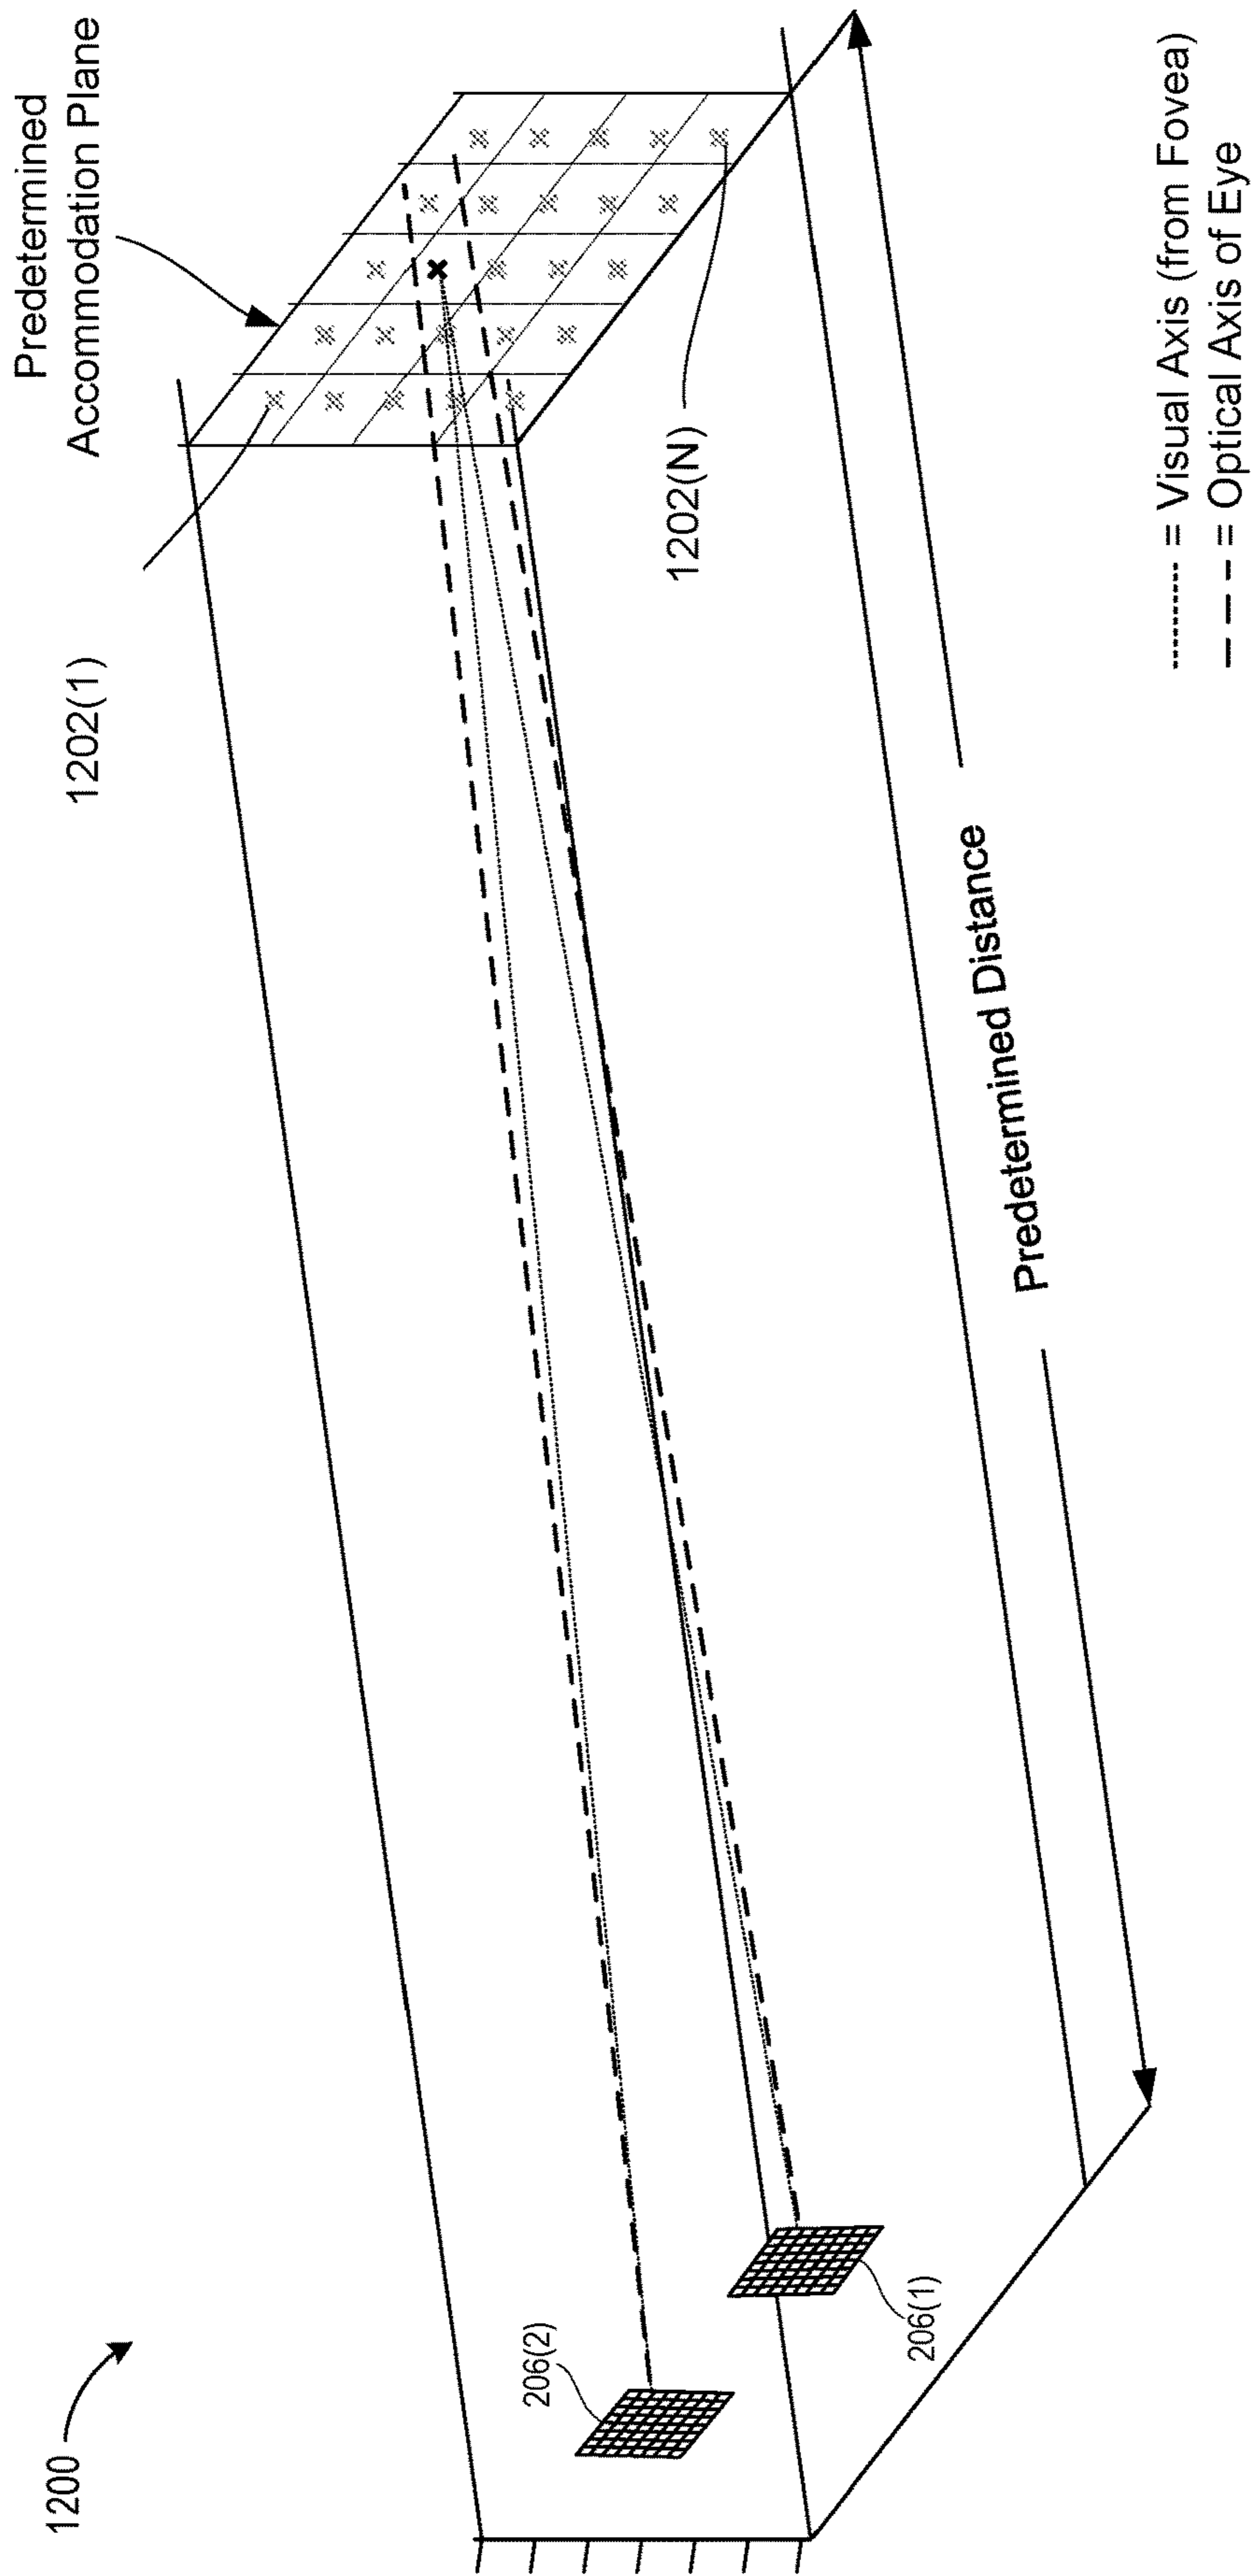 1200
Predetermined
Accommodation Plane
1202(1)
1202(N)
206(2)
206(1)
Predetermined Distance
---------- = Visual Axis (from Fovea)
– – – = Optical Axis of Eye